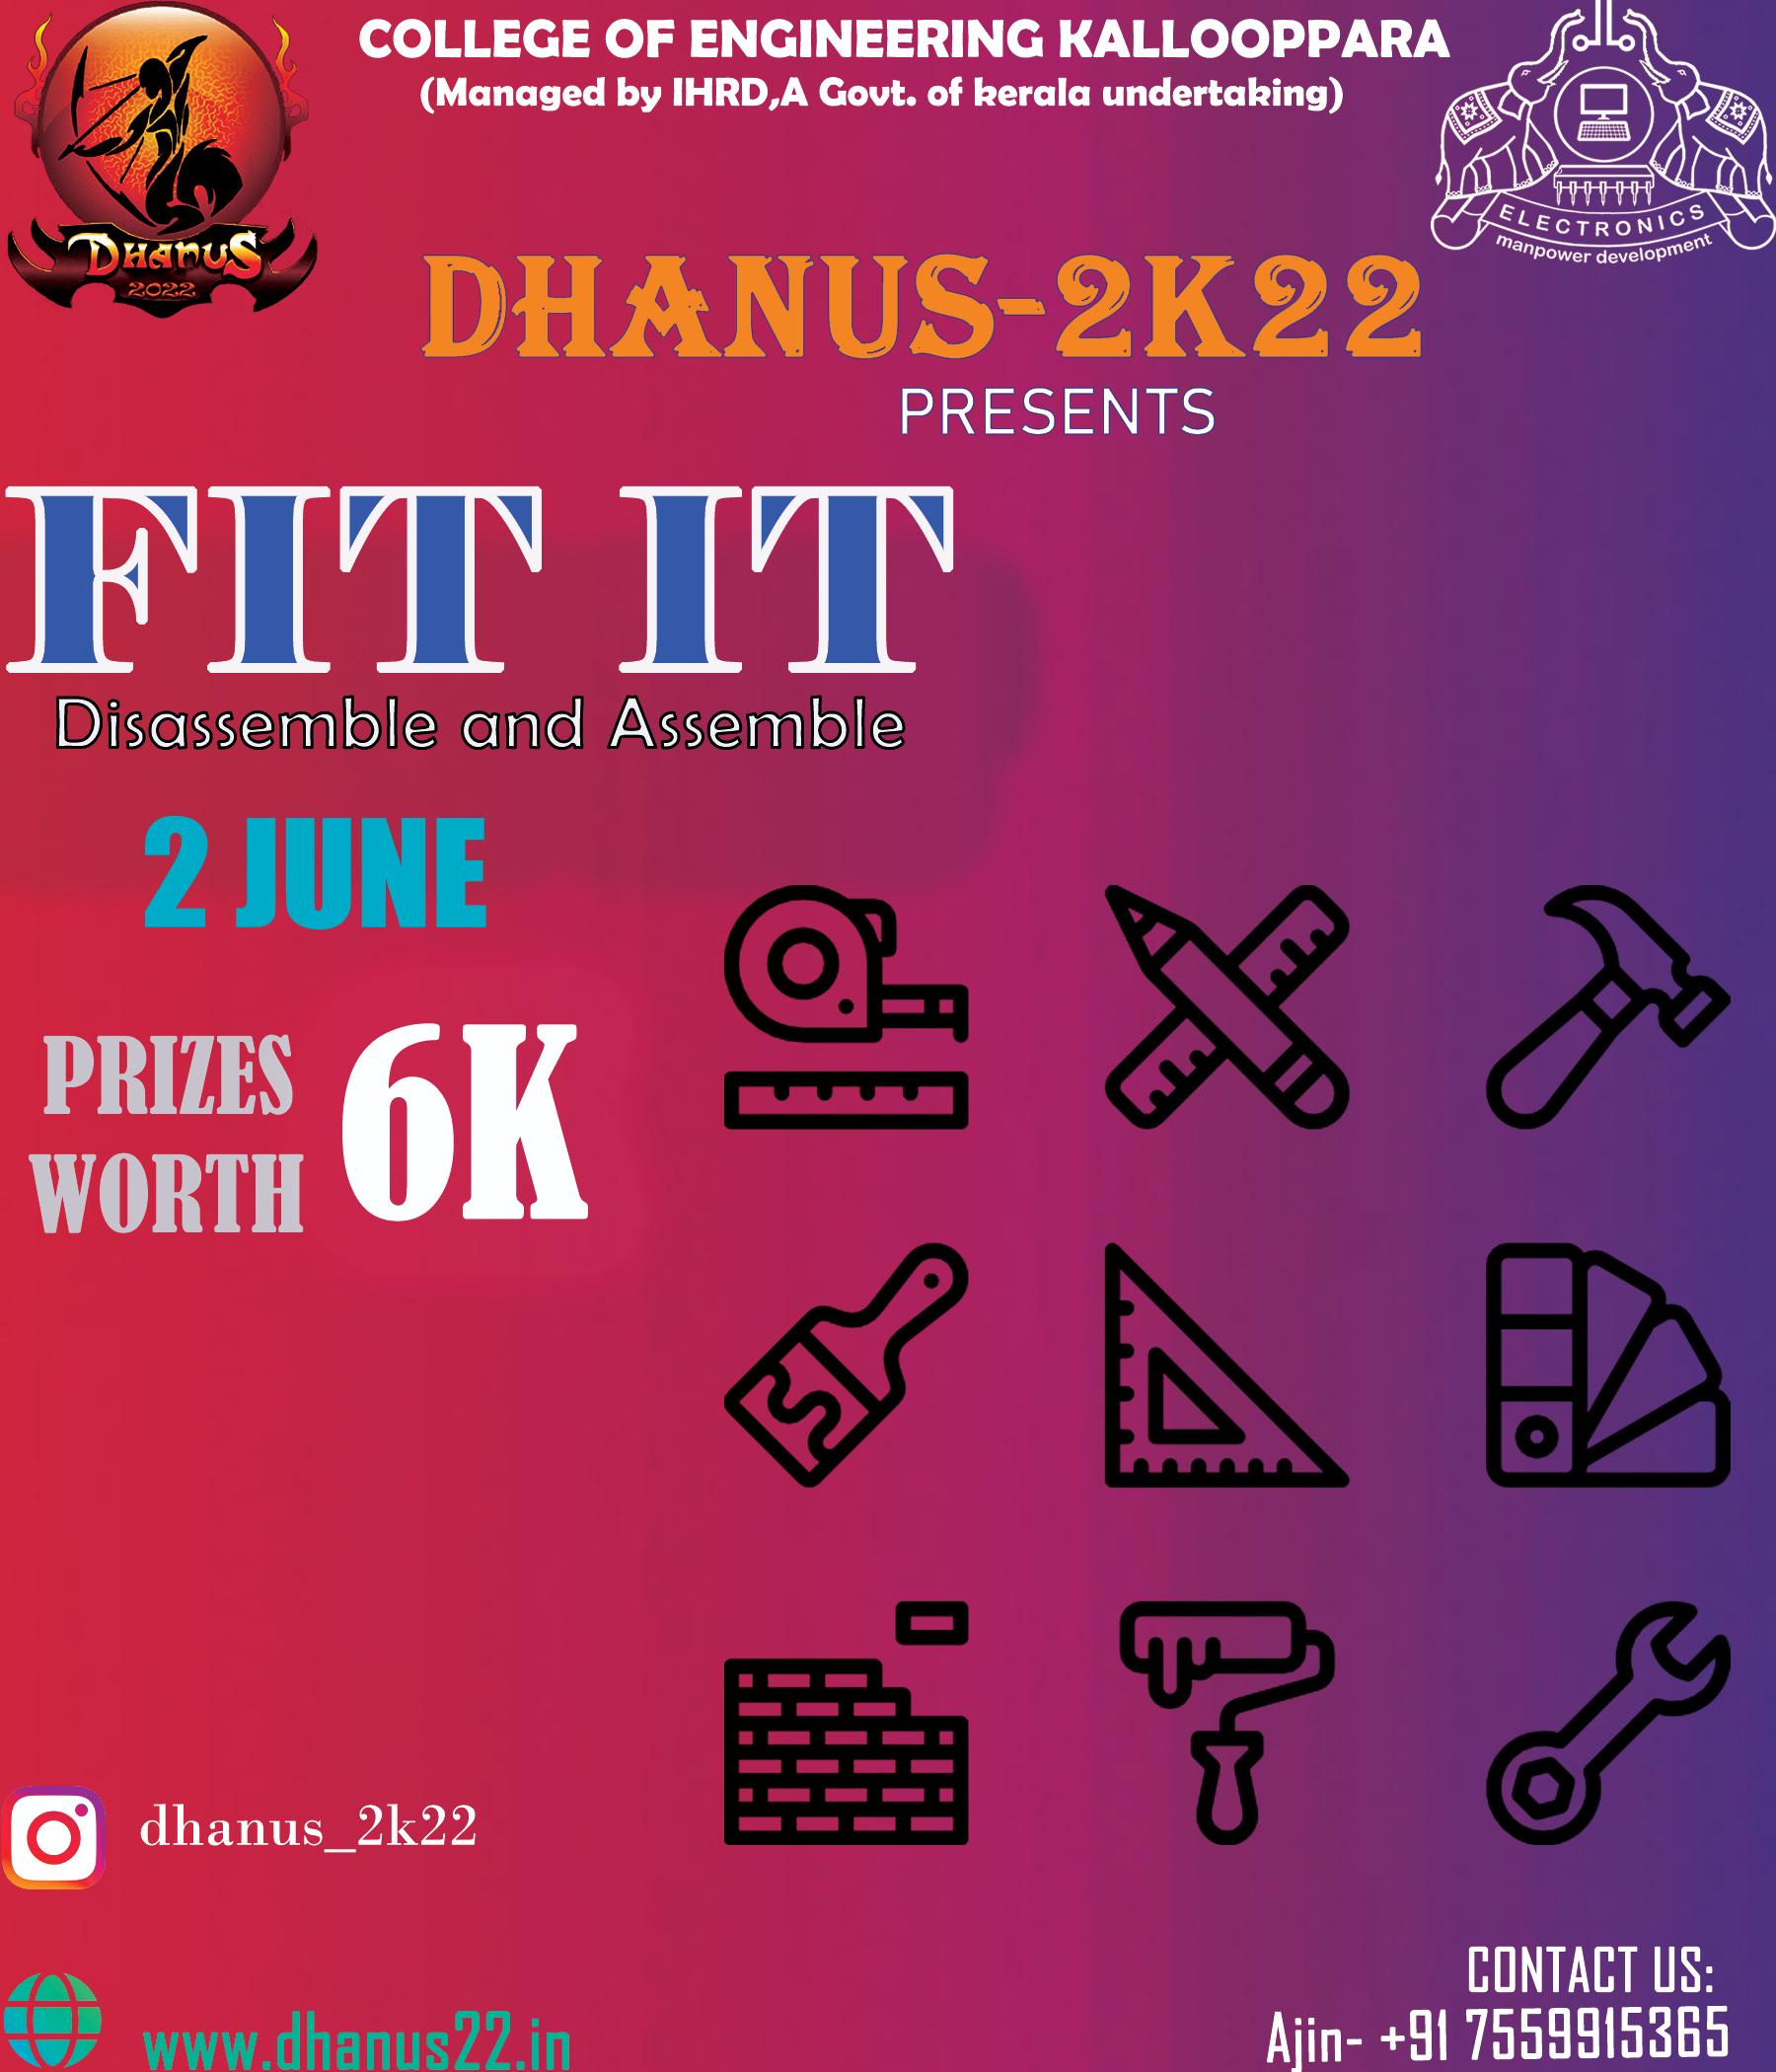 COLLEGE OF ENGINEERING KALLOOPPARA
(Managed by IHRD,A Govt. of kerala undertaking)
DHANUS
2022
ELECTRONICS
manpower development
DHANUS-2K22
PRESENTS
FIT IT
Disassemble and Assemble
2 JUNE
PRIZES
WORTH
6K
dhanus_2k22
www.dhanus22.in
CONTACT US:
Ajin- +91 7559915365